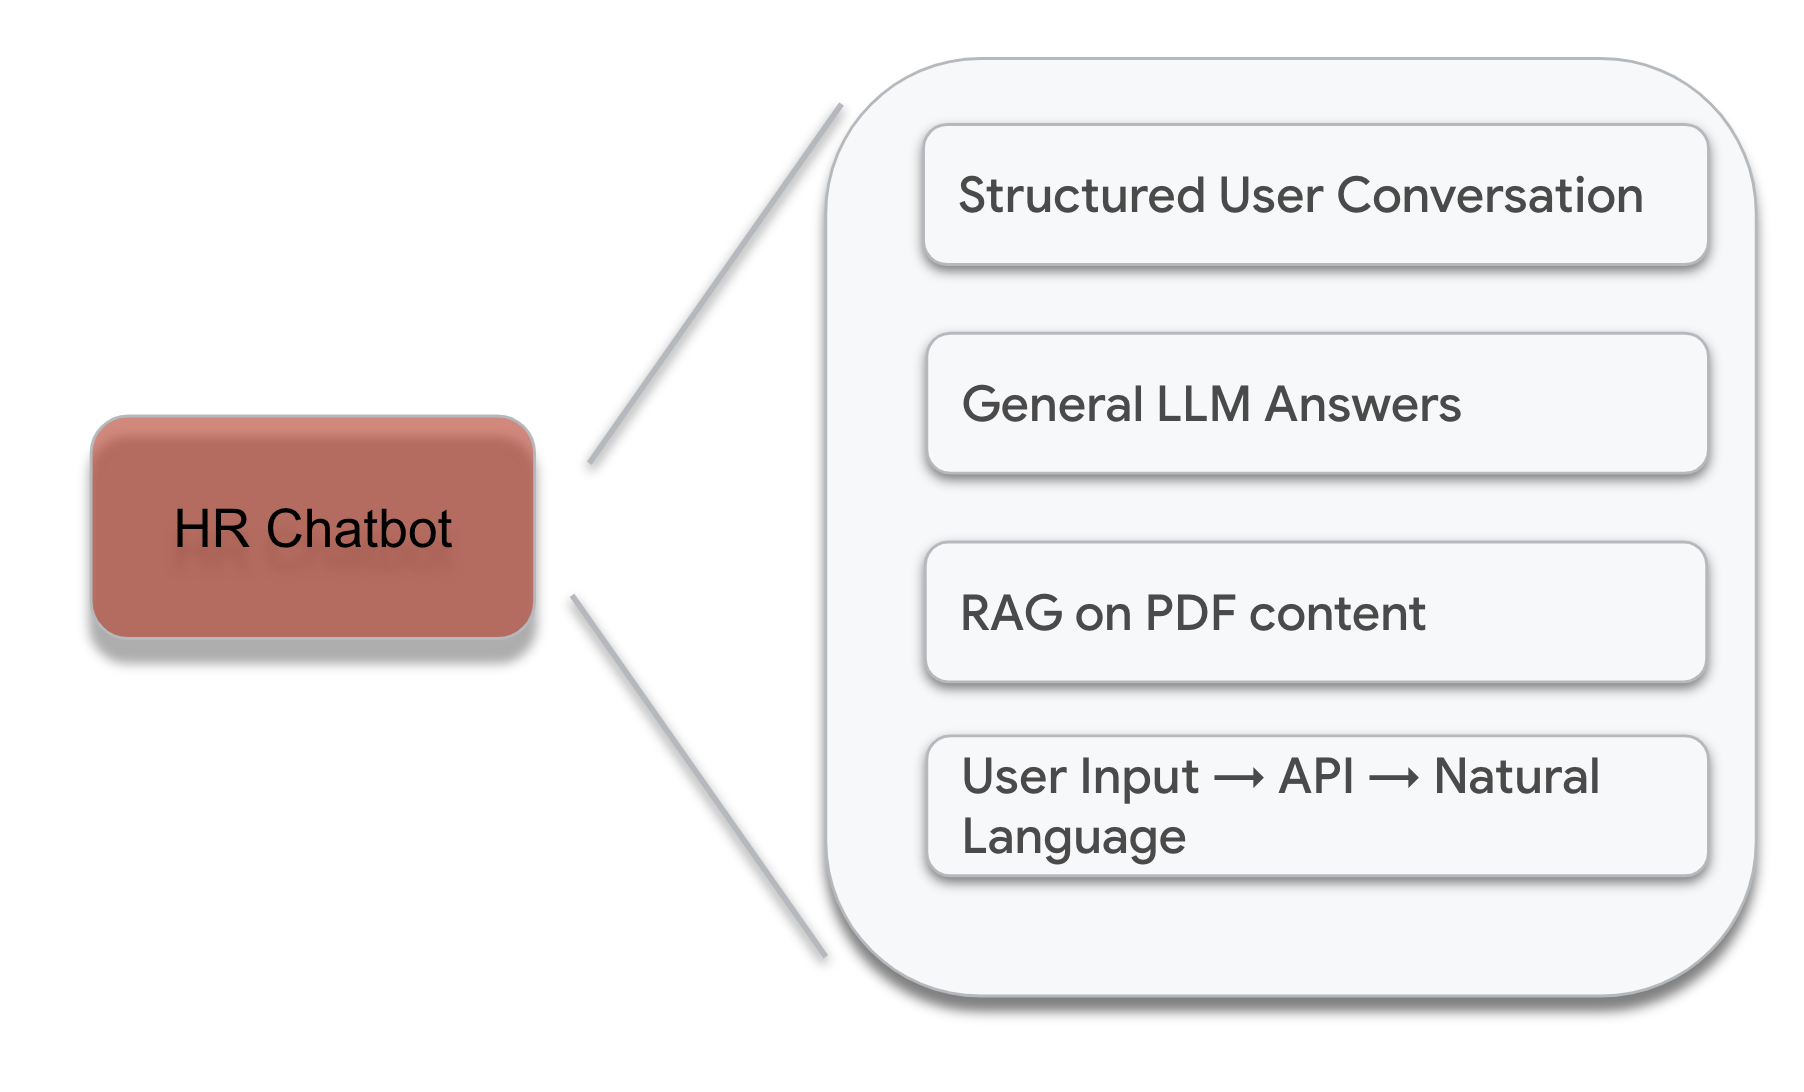 Structured User Conversation
General LLM Answers
HR Chatbot
RAG on PDF content
User Input → API → Natural
Language